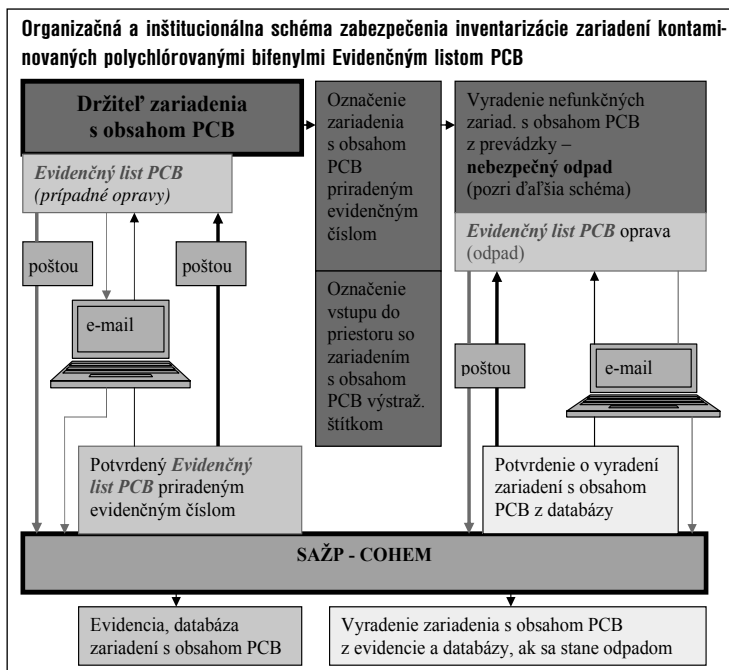 Organizačná a inštitucionálna schéma zabezpečenia inventarizácie zariadení kontami-
novaných polychlórovanými bifenylmi Evidenčným listom PCB
Držiteľ zariadenia
s obsahom PCB
Evidenčný list PCB
(prípadné opravy)
Označenie
zariadenia
s obsahom
PCB
priradeným
evidenčným
číslom
Vyradenie nefunkčných
zariad. s obsahom PCB
z prevádzky –
nebezpečný odpad
(pozri ďaľšia schéma)
Evidenčný list PCB oprava
(odpad)
poštou
poštou
e-mail
Označenie
vstupu do
priestoru so
zariadením
s obsahom
PCB výstraž.
štítkom
poštou
e-mail
Potvrdený Evidenčný
list PCB priradeným
evidenčným číslom
Potvrdenie o vyradení
zariadení s obsahom
PCB z databázy
SAŽP - COHEM
Evidencia, databáza
zariadení s obsahom PCB
Vyradenie zariadenia s obsahom PCB
z evidencie a databázy, ak sa stane odpadom